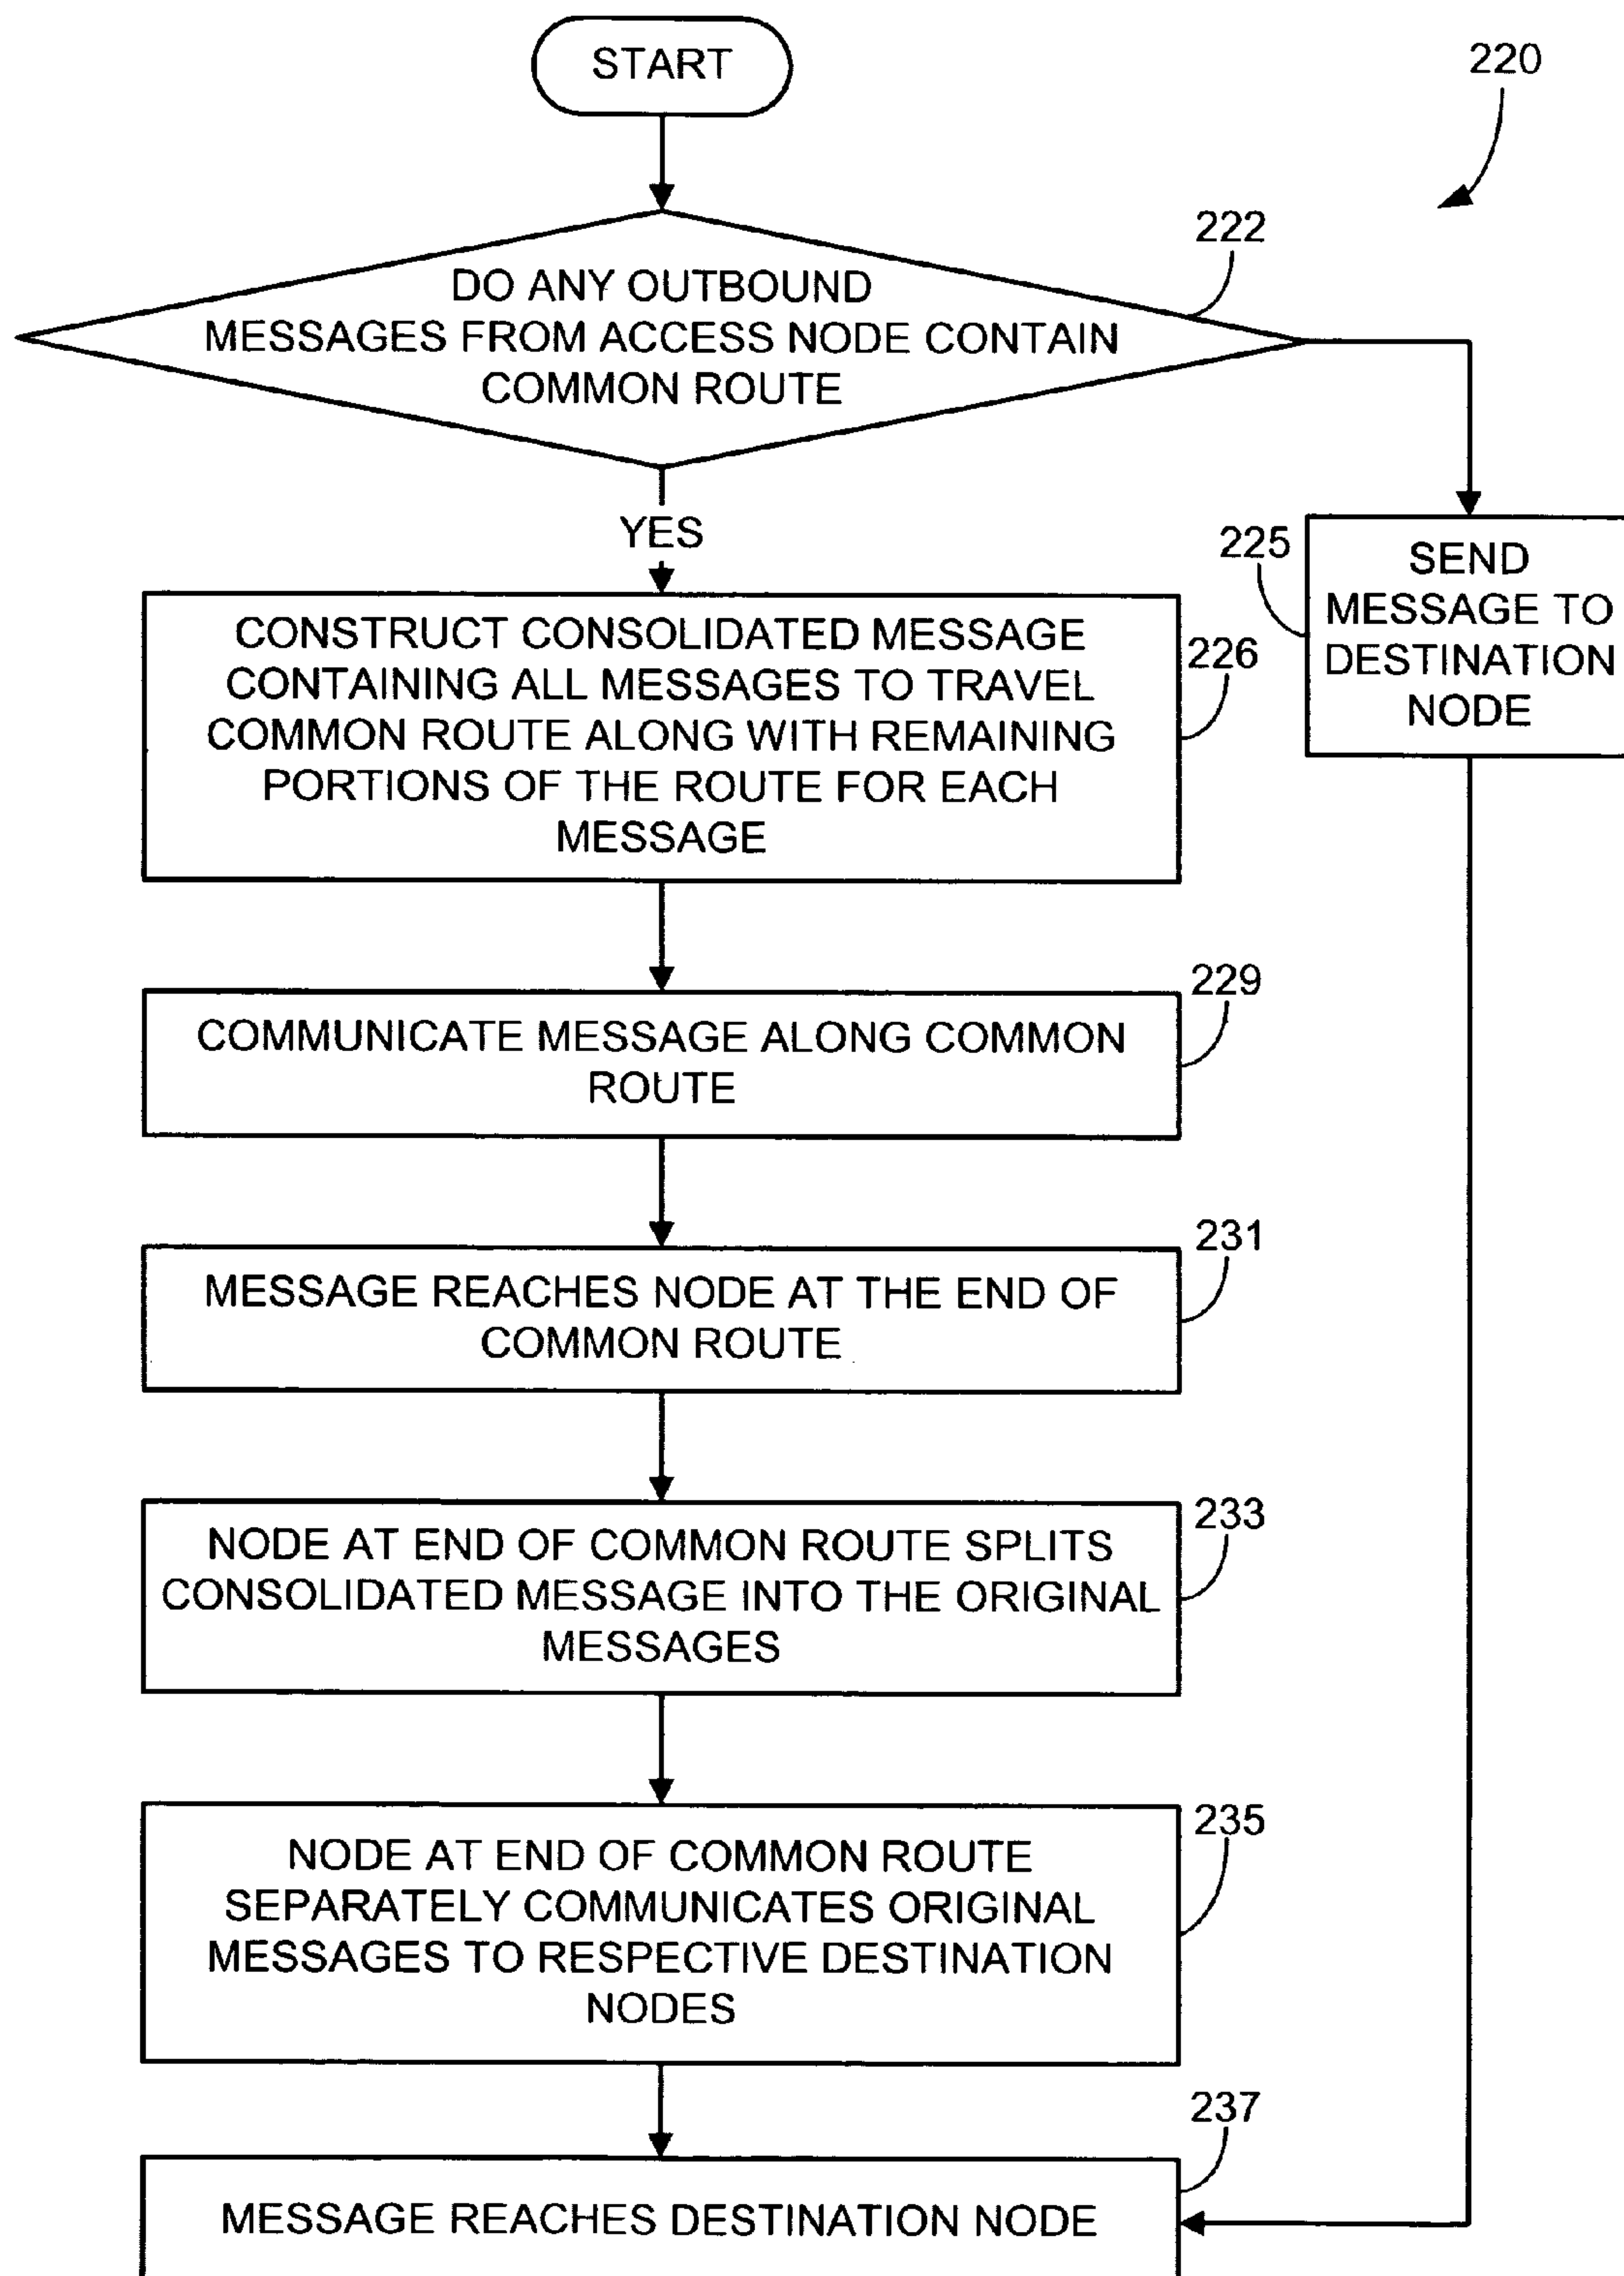 START
220
222
DO ANY OUTBOUND
MESSAGES FROM ACCESS NODE CONTAIN
COMMON ROUTE
YES
225
SEND
MESSAGE TO
DESTINATION
NODE
CONSTRUCT CONSOLIDATED MESSAGE
CONTAINING ALL MESSAGES TO TRAVEL
COMMON ROUTE ALONG WITH REMAINING
PORTIONS OF THE ROUTE FOR EACH
MESSAGE
226
229
COMMUNICATE MESSAGE ALONG COMMON
ROUTE
231
MESSAGE REACHES NODE AT THE END OF
COMMON ROUTE
233
NODE AT END OF COMMON ROUTE SPLITS
CONSOLIDATED MESSAGE INTO THE ORIGINAL
MESSAGES
235
NODE AT END OF COMMON ROUTE
SEPARATELY COMMUNICATES ORIGINAL
MESSAGES TO RESPECTIVE DESTINATION
NODES
237
MESSAGE REACHES DESTINATION NODE